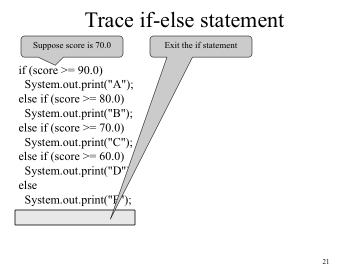 Trace if-else statement
Suppose score is 70.0
Exit the if statement
if (score >= 90.0)
System.out.print("A");
else if (score >= 80.0)
System.out.print("B");
else if (score >= 70.0)
System.out.print("C");
else if (score >= 60.0)
System.out.print("D"
else
System.out.print("F");
21